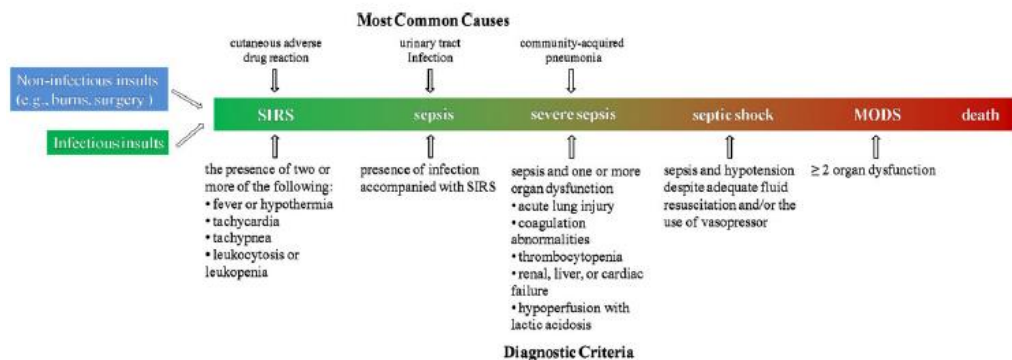 Most Common Causes
cutaneous adverse
drug reaction
urinary tract
Infection
community-acquired
pneumonia
Non-infectious insults
(e.g., burns, surgery )
Infectious insults
SIRS
sepsis
severe sepsis
septic shock
MODS
death
the presence of two or
more of the following:
• fever or hypothermia
• tachycardia
• tachypnea
• leukocytosis or
leukopenia
presence of infection
accompanied with SIRS
sepsis and one or more
organ dysfunction
• acute lung injury
• coagulation
abnormalities
• thrombocytopenia
• renal, liver, or cardiac
failure
• hypoperfusion with
lactic acidosis
sepsis and hypotension
despite adequate fluid
resuscitation and/or the
use of vasopressor
≥ 2 organ dysfunction
Diagnostic Criteria